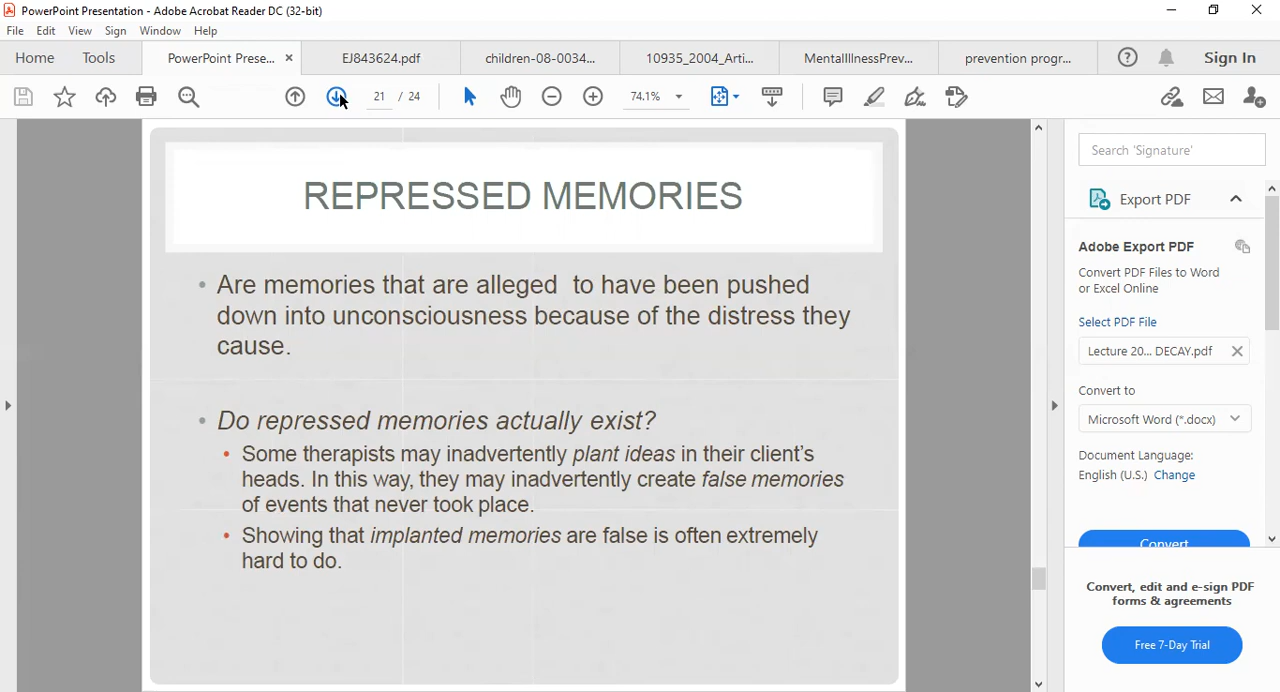 PowerPoint Presentation - Adobe Acrobat Reader DC (32-bit)
File Edit View Sign Window Help
Home Tools PowerPoint Prese... × EJ843624.pdf children-08-0034... 10935_2004_Arti... MentalIllnessPrev... prevention progr... Sign In
21 / 24 74.1%
Search 'Signature'
REPRESSED MEMORIES
• Are memories that are alleged to have been pushed
down into unconsciousness because of the distress they
cause.
• Do repressed memories actually exist?
• Some therapists may inadvertently plant ideas in their client's
heads. In this way, they may inadvertently create false memories
of events that never took place.
• Showing that implanted memories are false is often extremely
hard to do.
Export PDF
Adobe Export PDF
Convert PDF Files to Word
or Excel Online
Select PDF File
Lecture 20... DECAY.pdf
Convert to
Microsoft Word (*.docx)
Document Language:
English (U.S.) Change
Convert
Convert, edit and e-sign PDF
forms & agreements
Free 7-Day Trial